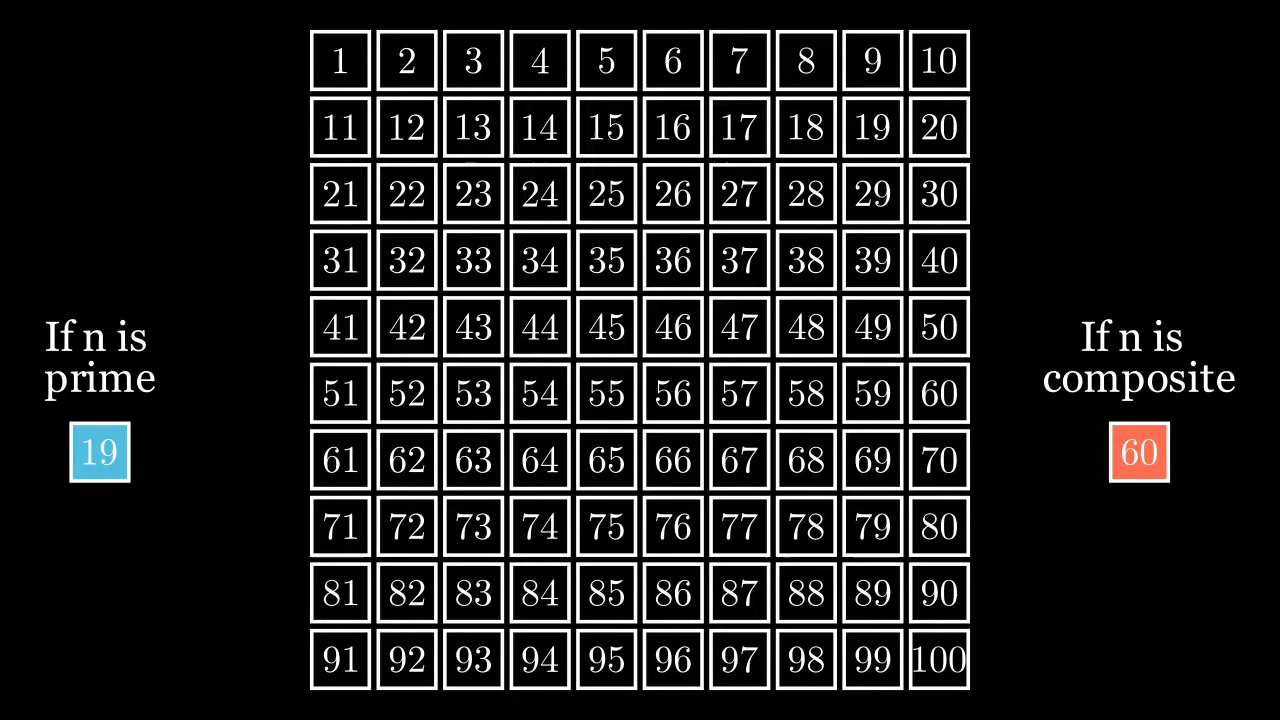 1 2 3 4 5 6 7 8 9 10
11 12 13 14 15 16 17 18 19 20
21 22 23 24 25 26 27 28 29 30
31 32 33 34 35 36 37 38 39 40
41 42 43 44 45 46 47 48 49 50
51 52 53 54 55 56 57 58 59 60
61 62 63 64 65 66 67 68 69 70
71 72 73 74 75 76 77 78 79 80
81 82 83 84 85 86 87 88 89 90
91 92 93 94 95 96 97 98 99 100
If n is
prime
19
If n is
composite
60